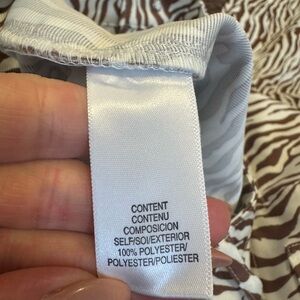 CONTENT
CONTENU
COMPOSICION
SELF/SOI/EXTERIOR
100% POLYESTER/
POLYESTER/POLIESTER